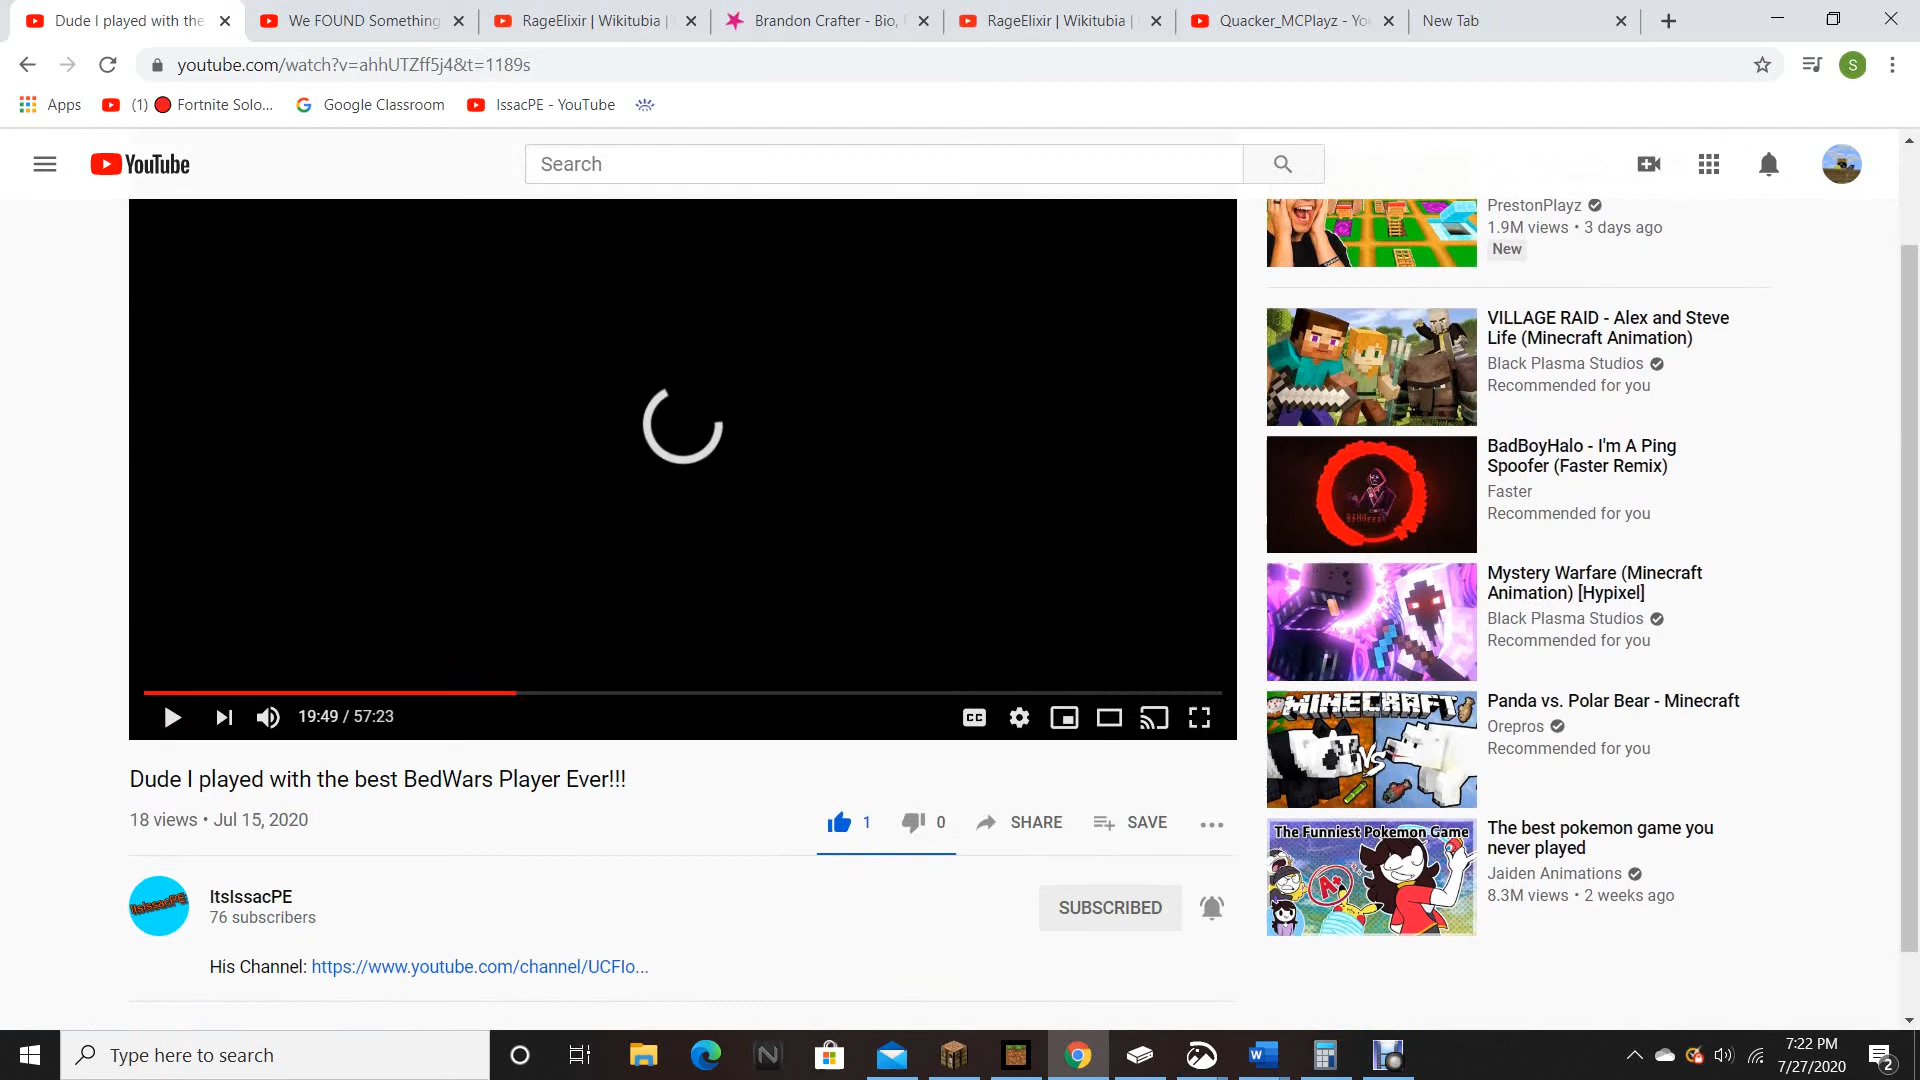 Dude I played with the
We FOUND Something
RageElixir | Wikitubia |
Brandon Crafter - Bio,
RageElixir | Wikitubia |
Quacker_MCPlayz - Yo
New Tab
youtube.com/watch?v=ahhUTZff5j4&t=1189s
S
Apps
(1) Fortnite Solo...
Google Classroom
IssacPE - YouTube
YouTube
Search
PrestonPlayz
1.9M views • 3 days ago
New
VILLAGE RAID - Alex and Steve
Life (Minecraft Animation)
Black Plasma Studios
Recommended for you
BadBoyHalo - I'm A Ping
Spoofer (Faster Remix)
Faster
Recommended for you
Mystery Warfare (Minecraft
Animation) [Hypixel]
Black Plasma Studios
Recommended for you
MINECRAFT
VS
Panda vs. Polar Bear - Minecraft
Orepros
Recommended for you
The Funniest Pokemon Game
A+
The best pokemon game you
never played
Jaiden Animations
8.3M views • 2 weeks ago
19:49 / 57:23
CC
Dude I played with the best BedWars Player Ever!!!
18 views • Jul 15, 2020
1
0
SHARE
SAVE
ItsIssacPE
ItsIssacPE
76 subscribers
SUBSCRIBED
His Channel: https://www.youtube.com/channel/UCFIo...
Type here to search
N
W
7:22 PM
7/27/2020
2